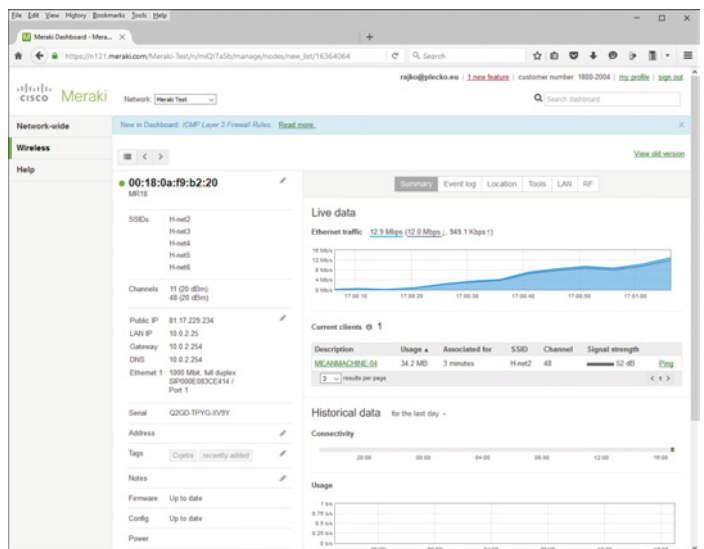 File Edit View History Bookmarks Tools Help
Meraki Dashboard - Mera...
https://n121.meraki.com/Meraki-Test/n/miQI7a5b/manage/nodes/new_list/16364064
Search
rajko@plecko.eu | 1 new feature | customer number: 1800-2004 | my profile | sign out
CISCO Meraki
Network: Meraki Test
Search dashboard
Network-wide
Wireless
Help
New in Dashboard: ICMP Layer 3 Firewall Rules. Read more.
View old version
00:18:0a:f9:b2:20
MR18
SSIDs H-net2
H-net3
H-net4
H-net5
H-net6
Channels 11 (20 dBm)
48 (20 dBm)
Public IP 81.17.229.234
LAN IP 10.0.2.25
Gateway 10.0.2.254
DNS 10.0.2.254
Ethernet 1 1000 Mbit, full duplex
SIP000E083CE414 /
Port 1
Serial Q2GD-TPYG-XV9Y
Address
Tags Cvjetni recently-added
Notes
Firmware Up to date
Config Up to date
Power
Summary Event log Location Tools LAN RF
Live data
Ethernet traffic 12.9 Mbps (12.0 Mbps ↓, 949.1 Kbps ↑)
16 Mb/s
12 Mb/s
8 Mb/s
4 Mb/s
0 Mb/s
17:00:10 17:00:20 17:00:30 17:00:40 17:00:50 17:01:00
Current clients 1
Description Usage ▲ Associated for SSID Channel Signal strength
MEANMACHINE-04 34.2 MB 3 minutes H-net2 48 52 dB Ping
3 results per page
< 1 >
Historical data for the last day
Connectivity
20:00 00:00 04:00 08:00 12:00 16:00
Usage
1 b/s
0.75 b/s
0.5 b/s
0.25 b/s
0 b/s